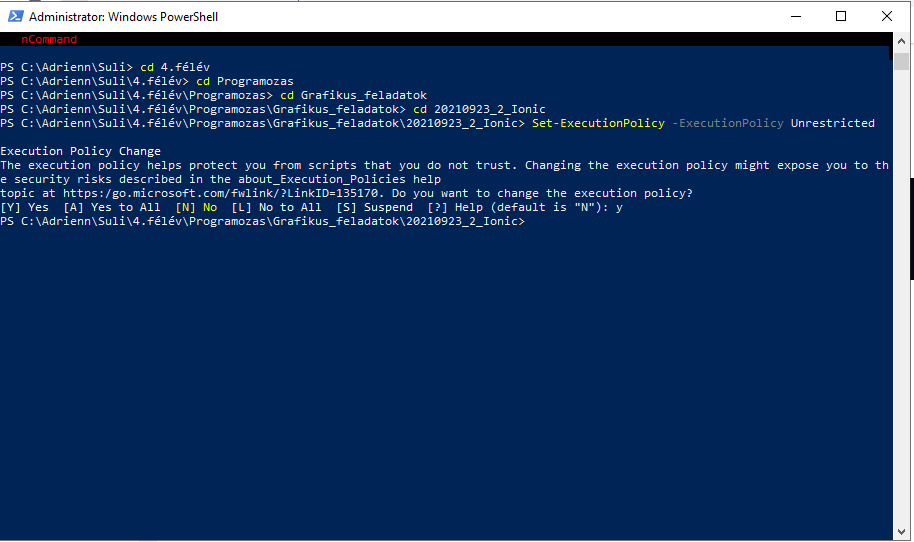 Administrator: Windows PowerShell
nCommand
PS C:\Adrienn\Suli> cd 4.félév
PS C:\Adrienn\Suli\4.félév> cd Programozas
PS C:\Adrienn\Suli\4.félév\Programozas> cd Grafikus_feladatok
PS C:\Adrienn\Suli\4.félév\Programozas\Grafikus_feladatok> cd 20210923_2_Ionic
PS C:\Adrienn\Suli\4.félév\Programozas\Grafikus_feladatok\20210923_2_Ionic> Set-ExecutionPolicy -ExecutionPolicy Unrestricted
Execution Policy Change
The execution policy helps protect you from scripts that you do not trust. Changing the execution policy might expose you to th
e security risks described in the about_Execution_Policies help
topic at https:/go.microsoft.com/fwlink/?LinkID=135170. Do you want to change the execution policy?
[Y] Yes  [A] Yes to All  [N] No  [L] No to All  [S] Suspend  [?] Help (default is "N"): y
PS C:\Adrienn\Suli\4.félév\Programozas\Grafikus_feladatok\20210923_2_Ionic>